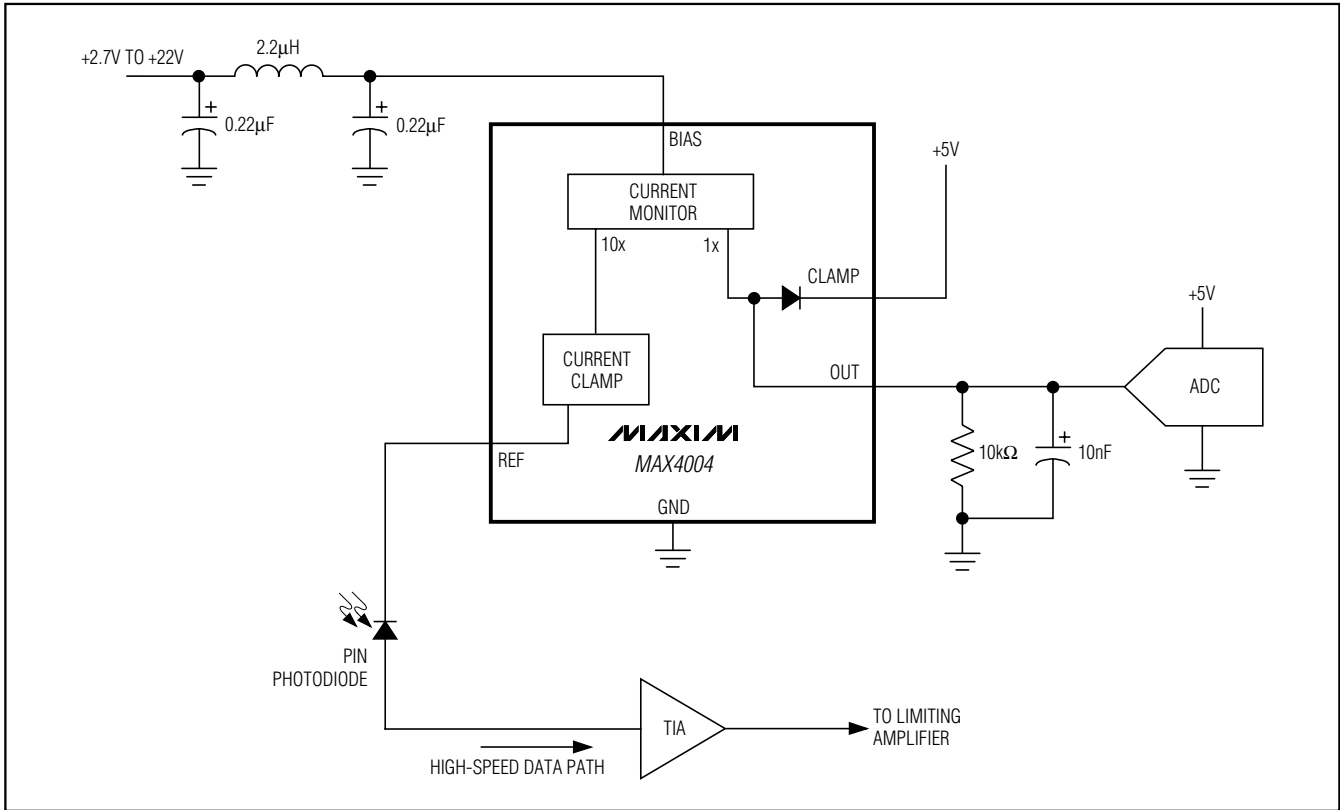 +2.7V TO +22V
2.2μH
+
0.22μF
+
0.22μF
BIAS
+5V
CURRENT
MONITOR
10x
1x
CLAMP
+5V
CURRENT
CLAMP
OUT
ADC
MAXIM
MAX4004
REF
10kΩ
+
10nF
GND
PIN
PHOTODIODE
TIA
TO LIMITING
AMPLIFIER
HIGH-SPEED DATA PATH